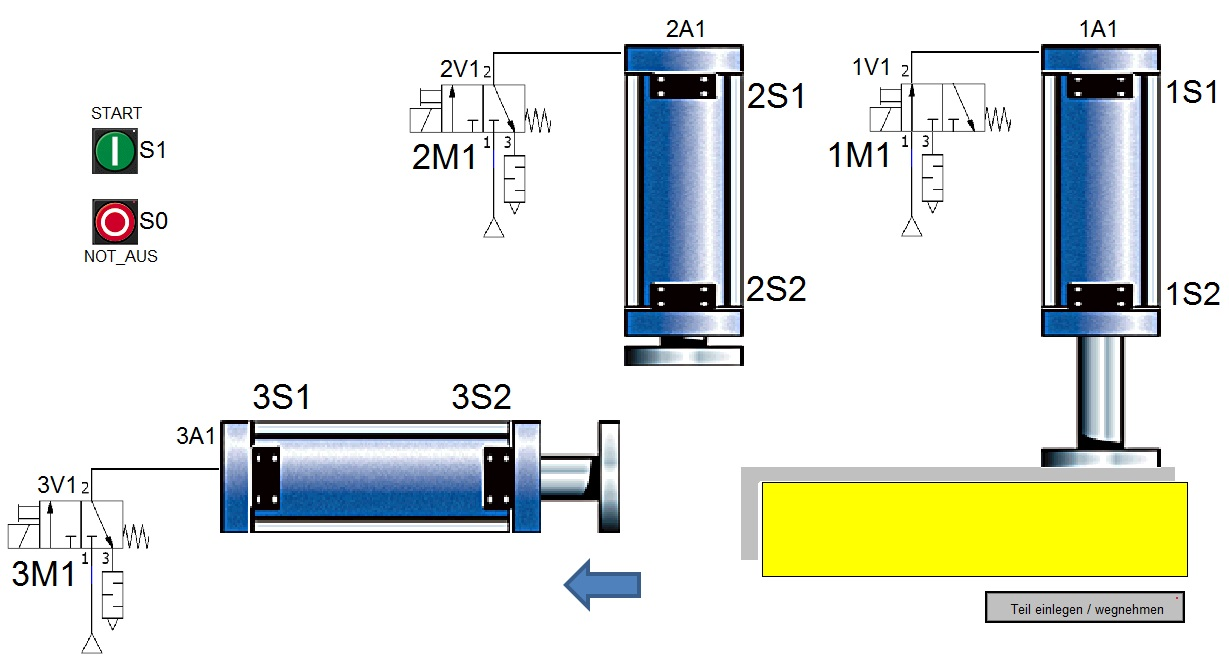 2A1
1A1
2V1 2
1V1 2
2S1
1S1
START
S1
1 3
1 3
2M1
1M1
S0
NOT_AUS
2S2
1S2
3S1 3S2
3A1
3V1 2
1 3
3M1
Teil einlegen / wegnehmen